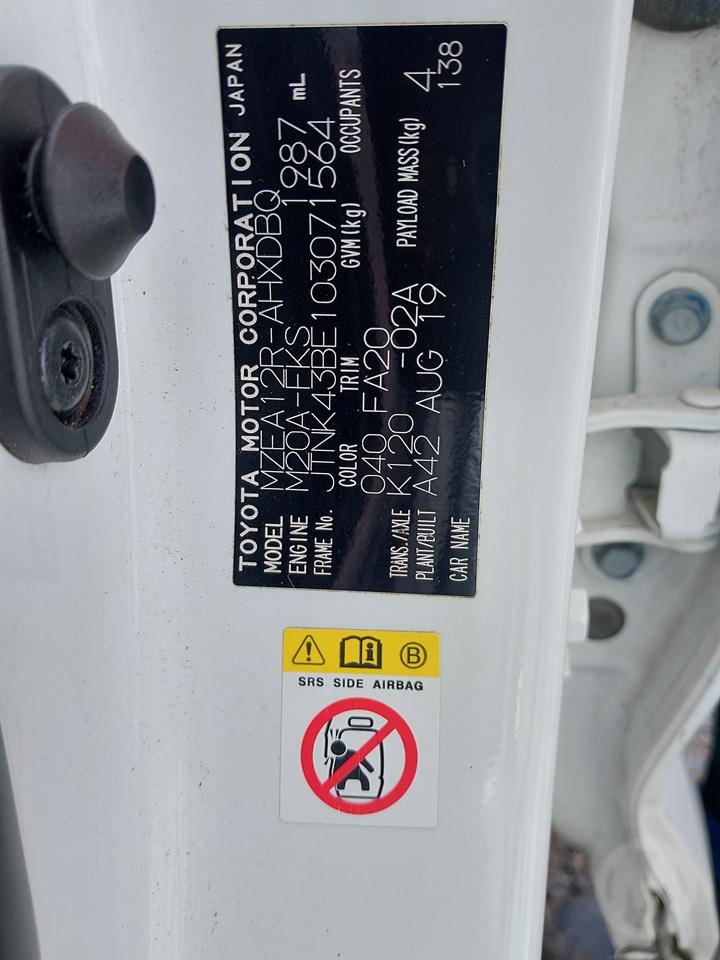 TOYOTA MOTOR CORPORATION JAPAN
MODEL MZEA12R-AHXDBQ
ENGINE M20A-FKS 1987 mL
FRAME No. JTNK43BE103071564
COLOR TRIM GVM(kg) OCCUPANTS
040 FA20 4
TRANS./AXLE K120 -02A PAYLOAD MASS(kg) 138
PLANT/BUILT A42 AUG 19
CAR NAME
B
SRS SIDE AIRBAG